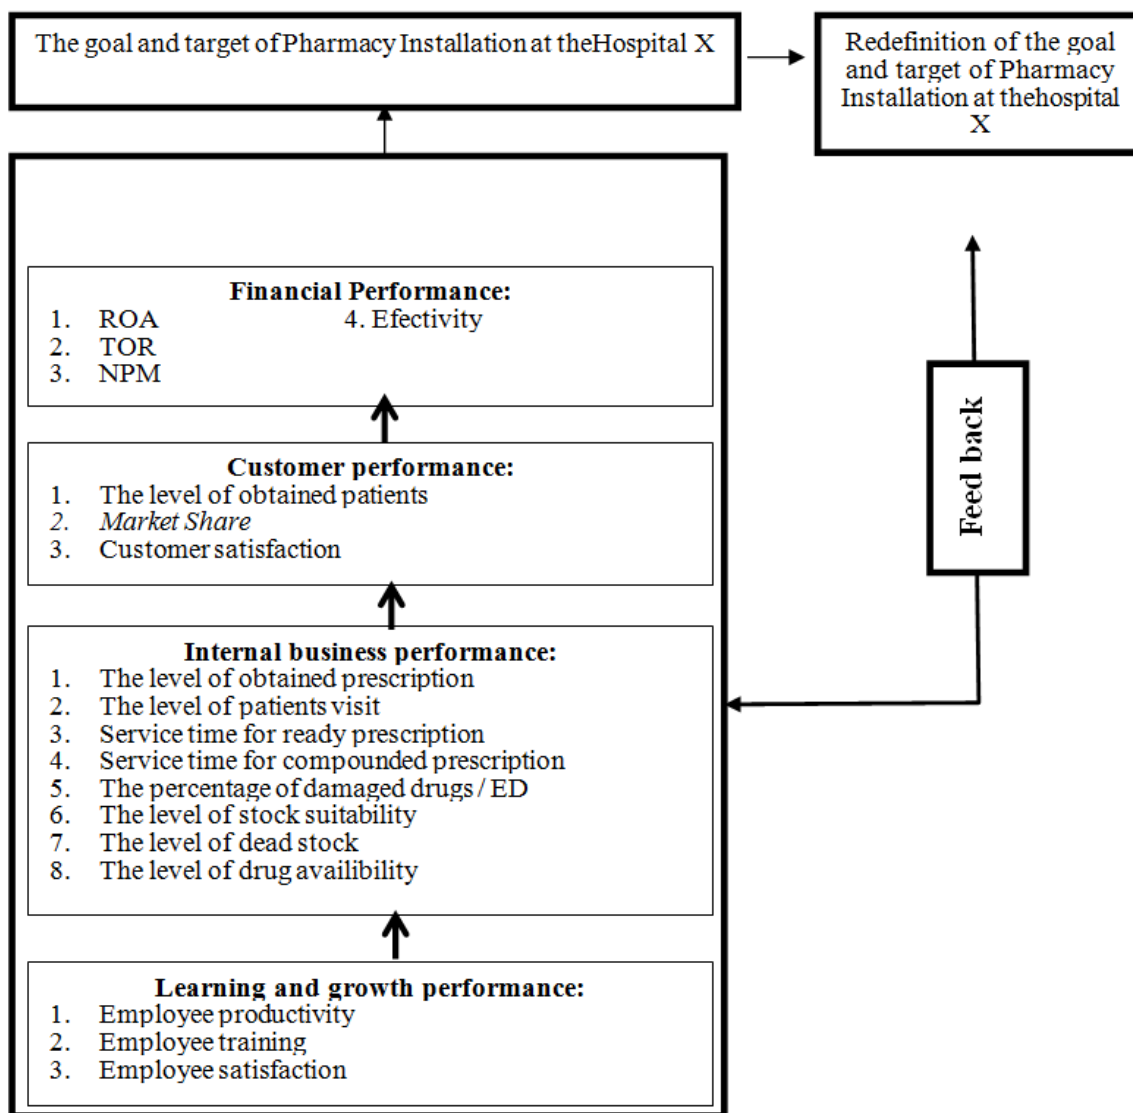 The goal and target of Pharmacy Installation at theHospital X
Redefinition of the goal
and target of Pharmacy
Installation at thehospital
X
Financial Performance:
1. ROA 4. Efectivity
2. TOR
3. NPM
Customer performance:
1. The level of obtained patients
2. Market Share
3. Customer satisfaction
Feed back
Internal business performance:
1. The level of obtained prescription
2. The level of patients visit
3. Service time for ready prescription
4. Service time for compounded prescription
5. The percentage of damaged drugs / ED
6. The level of stock suitability
7. The level of dead stock
8. The level of drug availibility
Learning and growth performance:
1. Employee productivity
2. Employee training
3. Employee satisfaction